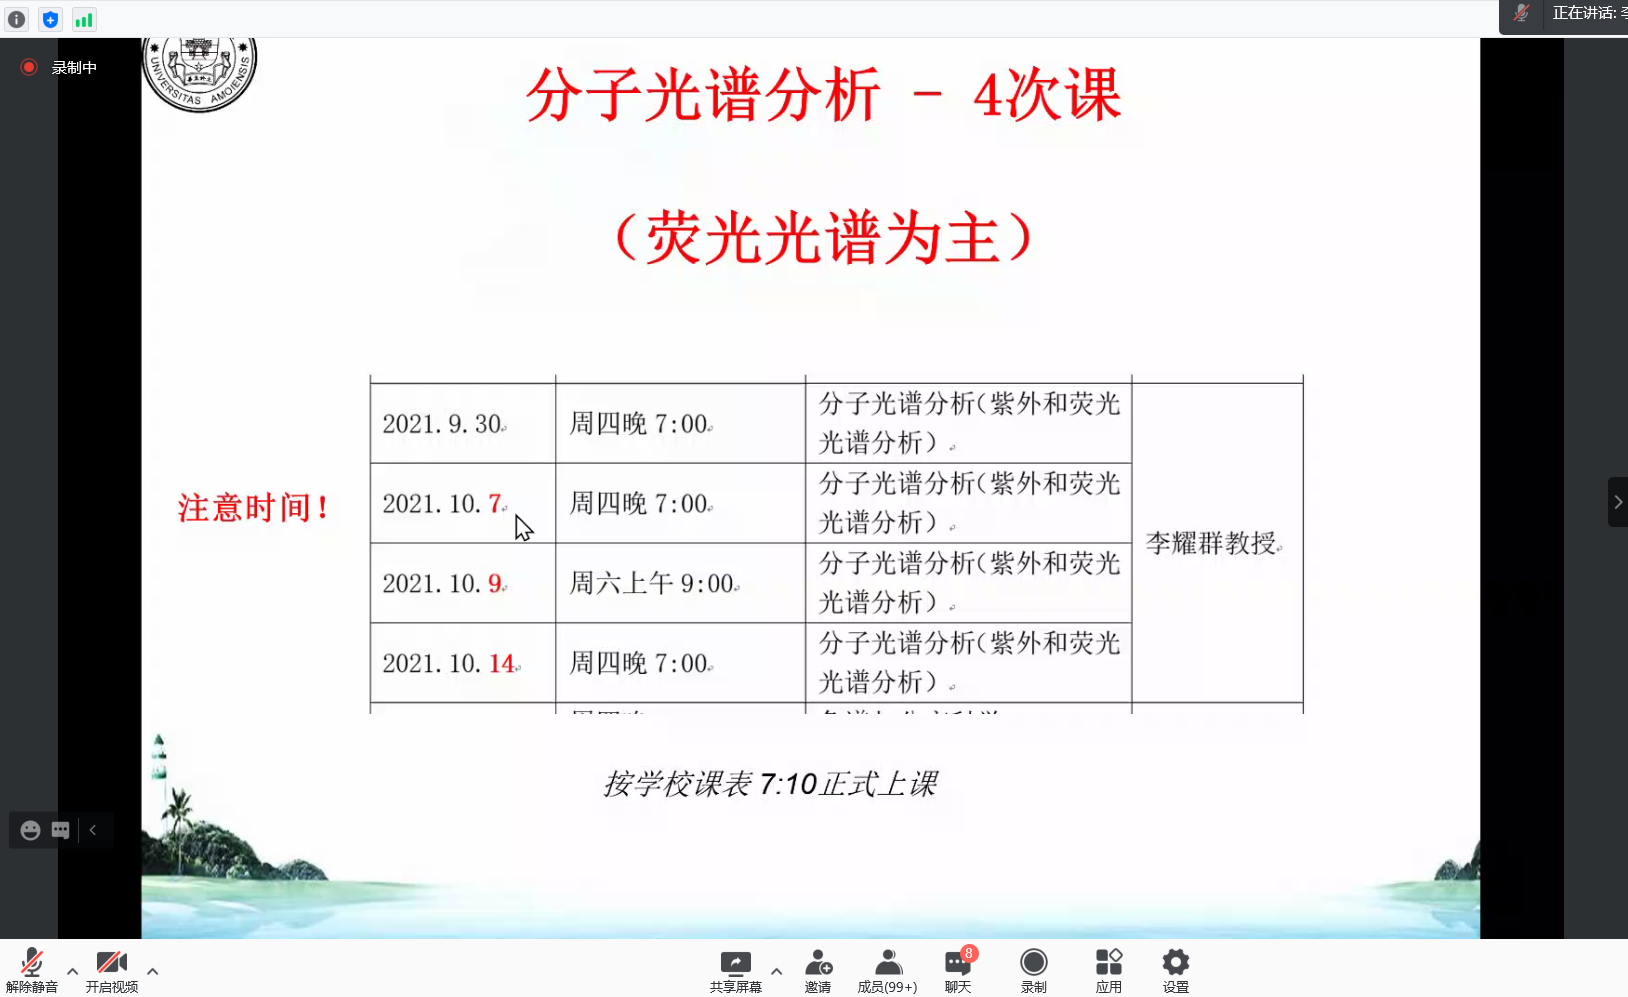 正在讲话: 李
录制中
UNIVERSITAS AMOIENSIS
分子光谱分析 - 4次课
（荧光光谱为主）
2021.9.30 周四晚 7:00 分子光谱分析（紫外和荧光
光谱分析）
注意时间！
2021.10.7 周四晚 7:00 分子光谱分析（紫外和荧光
光谱分析）
李耀群教授
2021.10.9 周六上午 9:00 分子光谱分析（紫外和荧光
光谱分析）
2021.10.14 周四晚 7:00 分子光谱分析（紫外和荧光
光谱分析）
按学校课表 7:10正式上课
解除静音 开启视频 共享屏幕 邀请 成员(99+) 8 聊天 录制 应用 设置